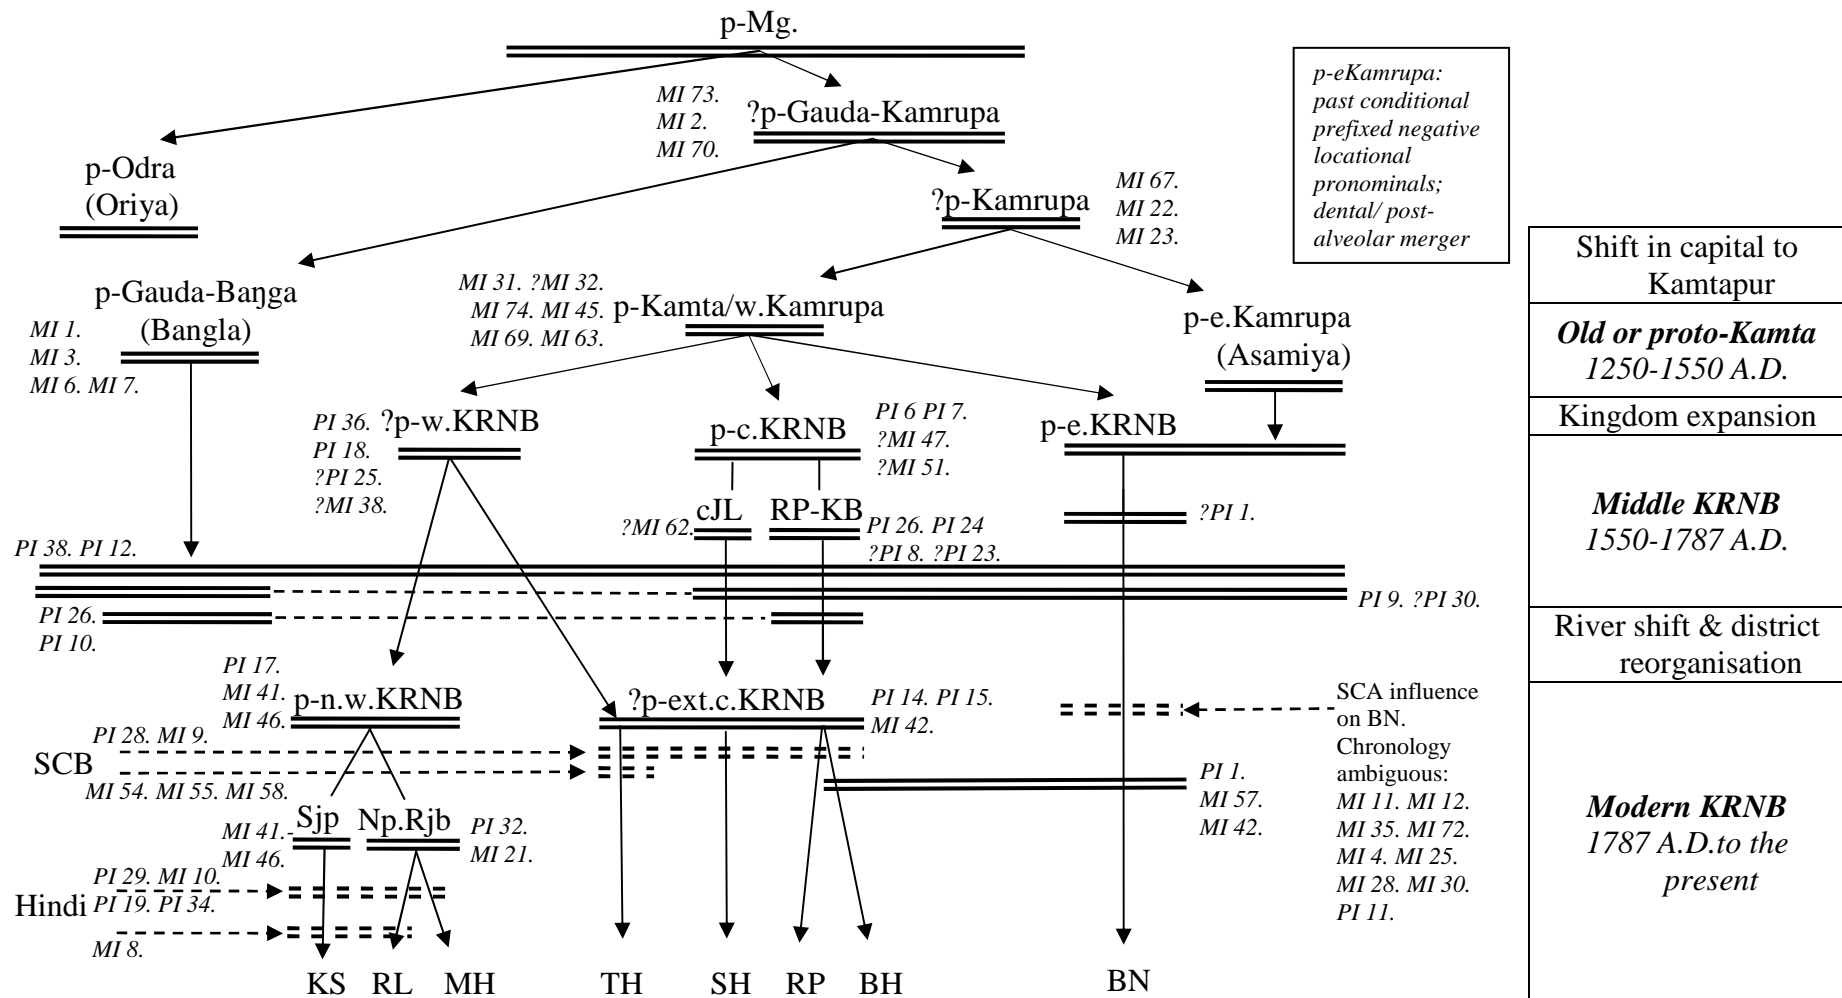 p-Mg.
MI 73.
MI 2.
MI 70.
?p-Gauda-Kamrupa
p-eKamrupa:
past conditional
prefixed negative
locational
pronominals;
dental/ post-
alveolar merger
p-Odra
(Oriya)
?p-Kamrupa
MI 67.
MI 22.
MI 23.
Shift in capital to
Kamtapur
p-Gauda-Baŋga
(Bangla)
MI 1.
MI 3.
MI 6. MI 7.
MI 31. ?MI 32.
MI 74. MI 45.
MI 69. MI 63.
p-Kamta/w.Kamrupa
p-e.Kamrupa
(Asamiya)
Old or proto-Kamta
1250-1550 A.D.
Kingdom expansion
PI 36.
PI 18.
?PI 25.
?MI 38.
?p-w.KRNB
p-c.KRNB
PI 6 PI 7.
?MI 47.
?MI 51.
p-e.KRNB
Middle KRNB
1550-1787 A.D.
?MI 62.
cJL
RP-KB
PI 26. PI 24
?PI 8. ?PI 23.
?PI 1.
PI 38. PI 12.
PI 9. ?PI 30.
PI 26.
PI 10.
River shift & district
reorganisation
PI 17.
MI 41.
MI 46.
p-n.w.KRNB
?p-ext.c.KRNB
PI 14. PI 15.
MI 42.
SCA influence
on BN.
Chronology
ambiguous:
MI 11. MI 12.
MI 35. MI 72.
MI 4. MI 25.
MI 28. MI 30.
PI 11.
PI 28. MI 9.
SCB
MI 54. MI 55. MI 58.
PI 1.
MI 57.
MI 42.
Modern KRNB
1787 A.D.to the
present
MI 41.-
MI 46.
Sjp
Np.Rjb
PI 32.
MI 21.
PI 29. MI 10.
Hindi
PI 19. PI 34.
MI 8.
KS RL MH TH SH RP BH BN